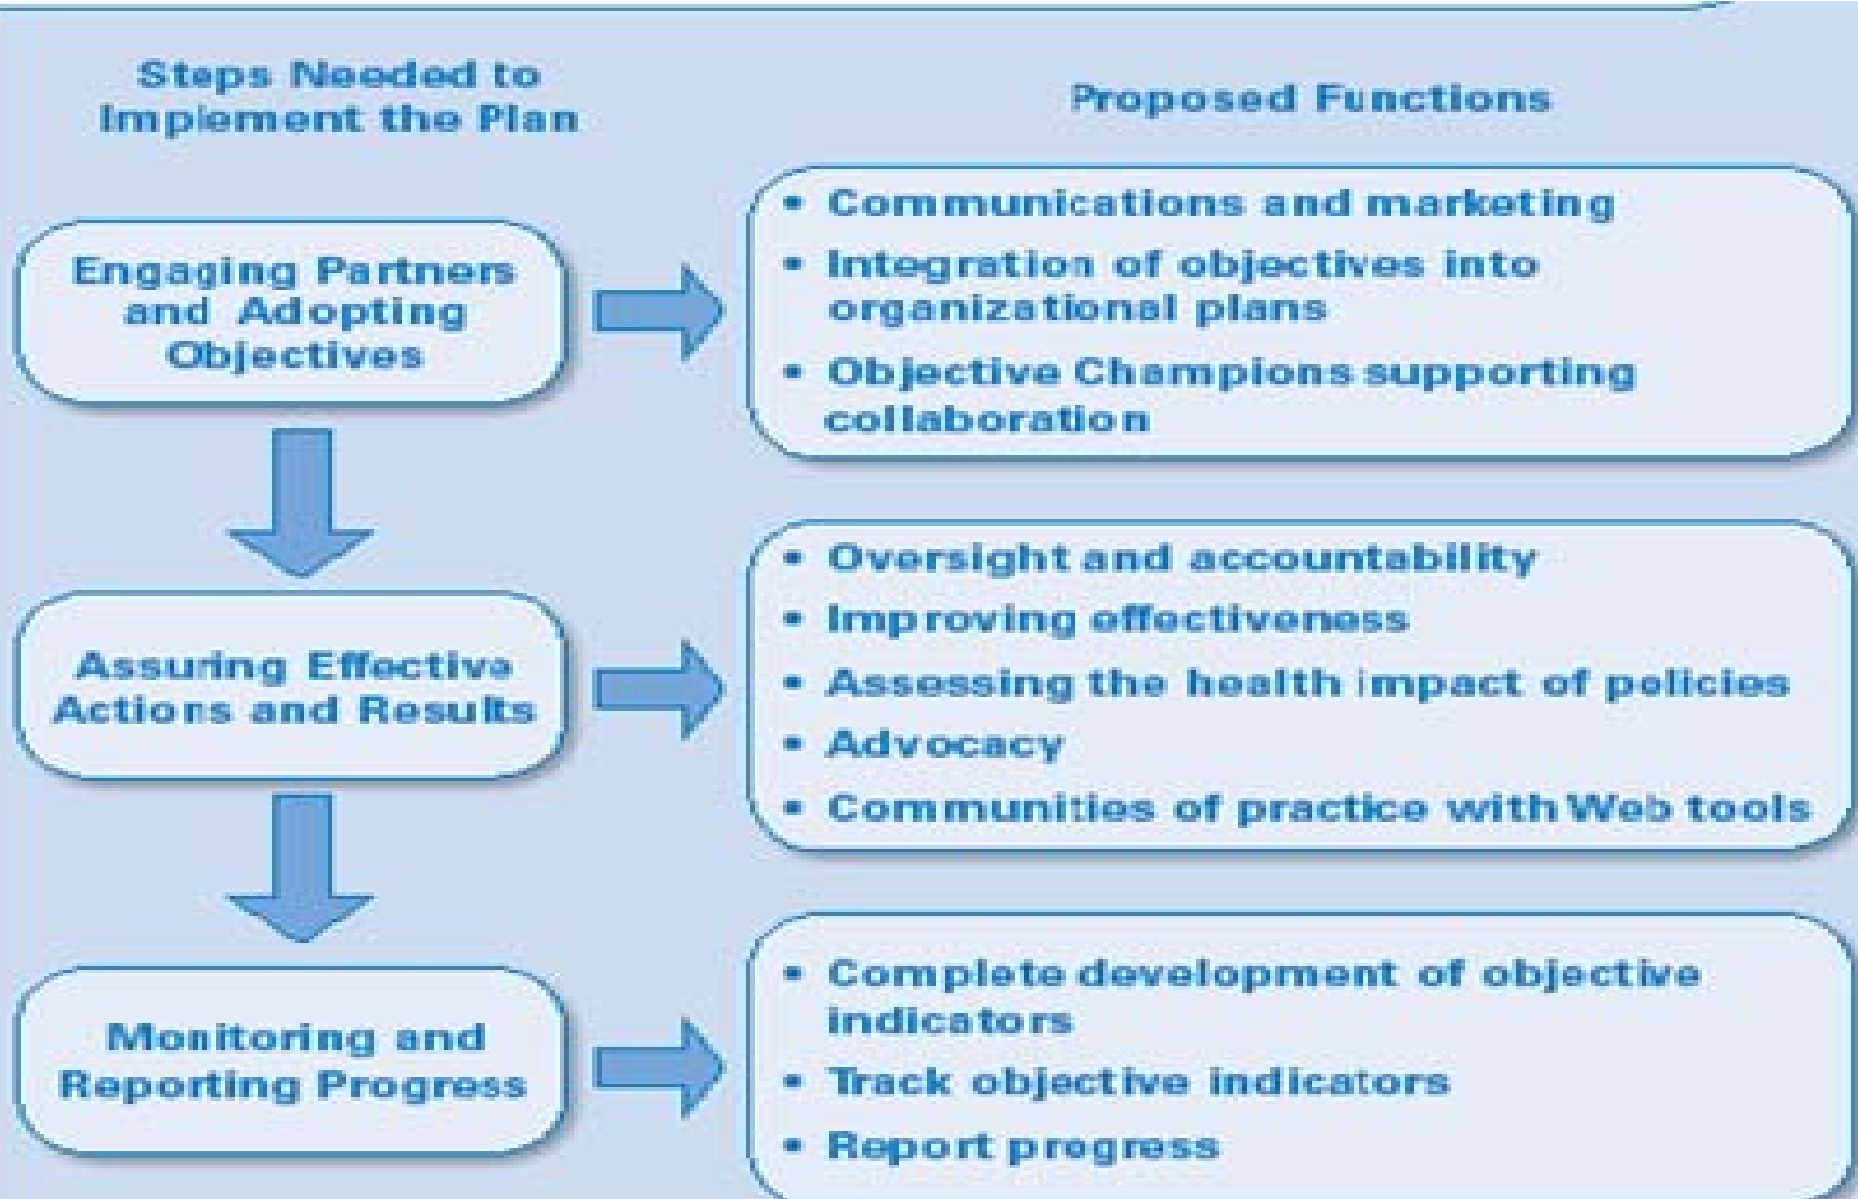 Steps Needed to
Implement the Plan
Proposed Functions
Engaging Partners
and Adopting
Objectives
• Communications and marketing
• Integration of objectives into
organizational plans
• Objective Champions supporting
collaboration
Assuring Effective
Actions and Results
• Oversight and accountability
• Improving effectiveness
• Assessing the health impact of policies
• Advocacy
• Communities of practice with Web tools
Monitoring and
Reporting Progress
• Complete development of objective
indicators
• Track objective indicators
• Report progress